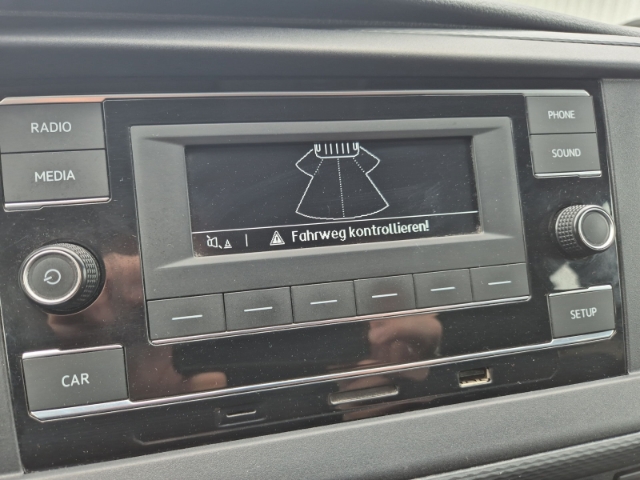 RADIO
MEDIA
PHONE
SOUND
Fahrweg kontrollieren!
SETUP
CAR